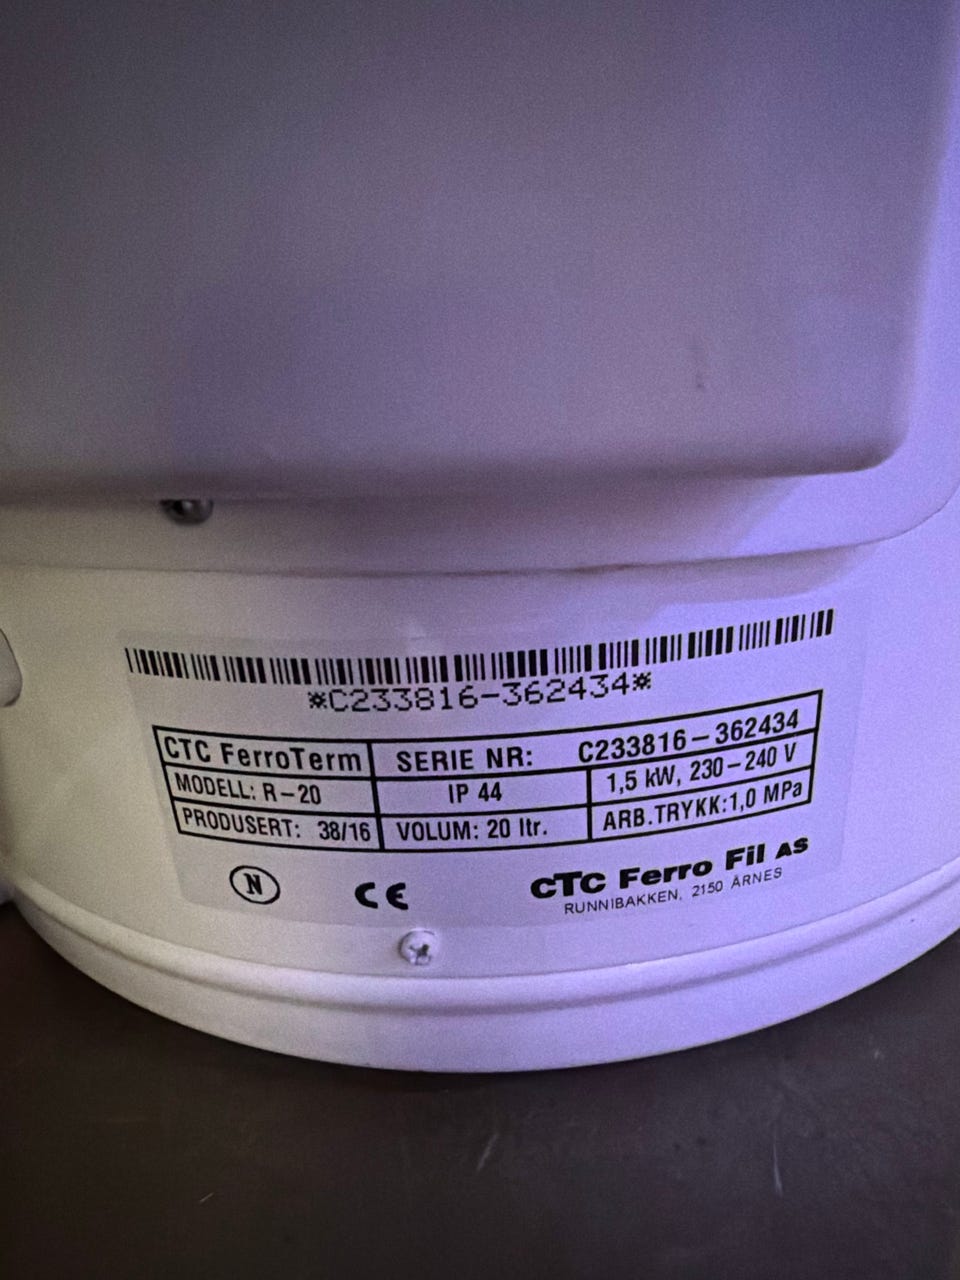 *C233816-362434*
CTC FerroTerm SERIE NR: C233816-362434
MODELL: R-20 IP 44 1,5 kW, 230-240 V
PRODUSERT: 38/16 VOLUM: 20 ltr. ARB.TRYKK:1,0 MPa
N CE CTC Ferro Fil AS
RUNNIBAKKEN, 2150 ÅRNES